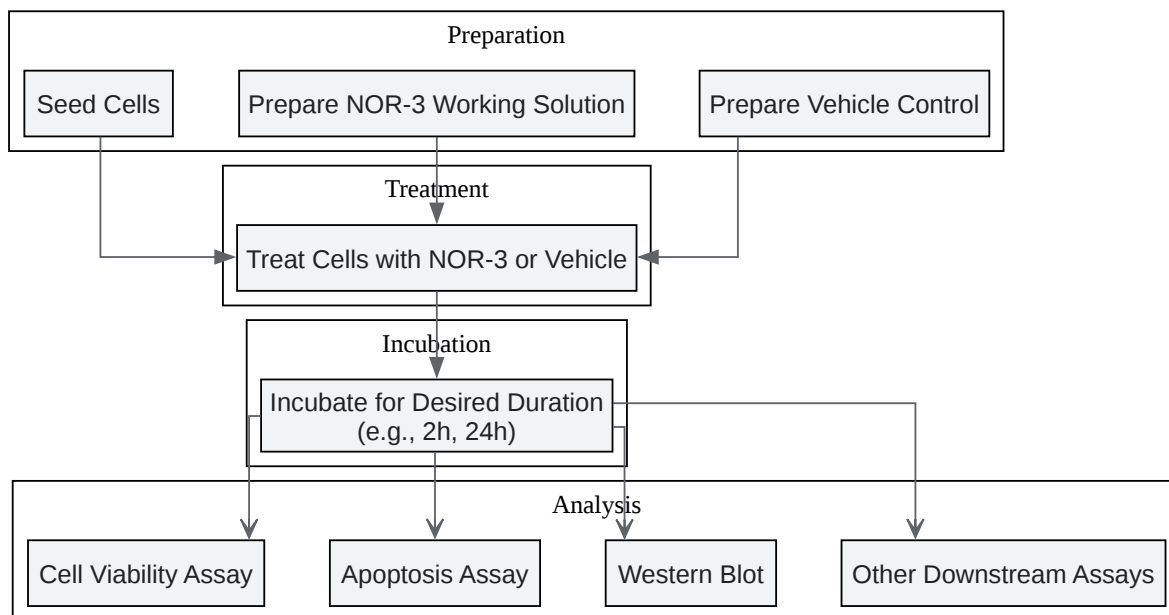 Preparation
Seed Cells
Prepare NOR-3 Working Solution
Prepare Vehicle Control
Treatment
Treat Cells with NOR-3 or Vehicle
Incubation
Incubate for Desired Duration
(e.g., 2h, 24h)
Analysis
Cell Viability Assay
Apoptosis Assay
Western Blot
Other Downstream Assays